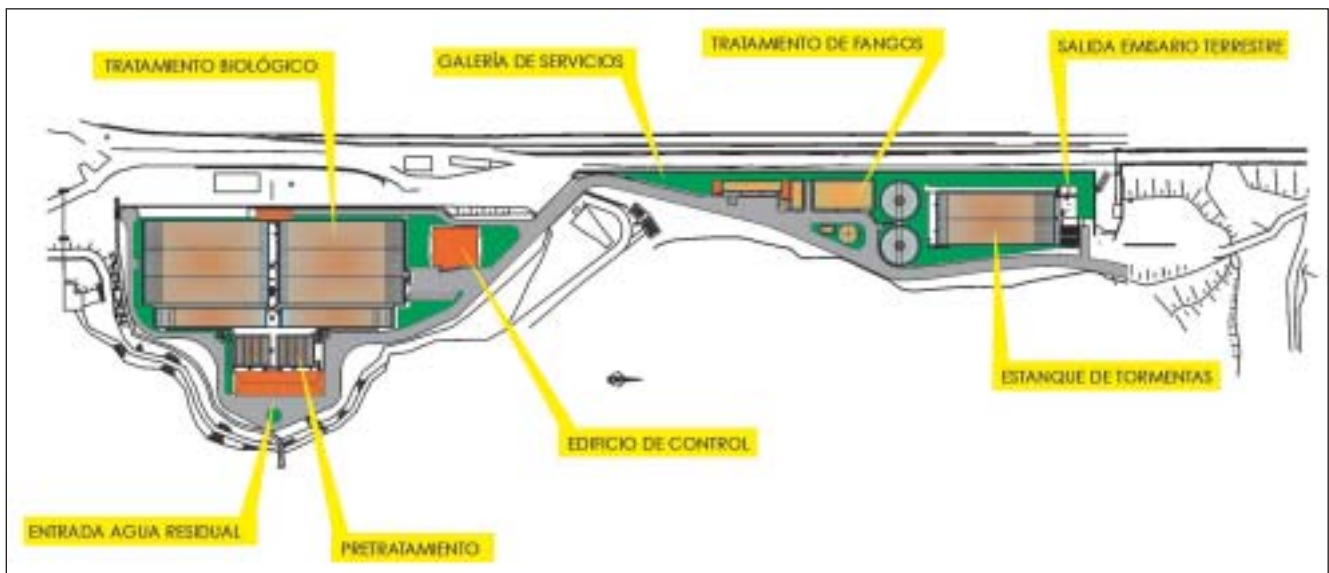 TRATAMIENTO DE FANGOS
SALIDA EMISARIO TERRESTRE
TRATAMIENTO BIOLÓGICO
GALERÍA DE SERVICIOS
ESTANQUE DE TORMENTAS
EDIFICIO DE CONTROL
ENTRADA AGUA RESIDUAL
PRETRATAMIENTO